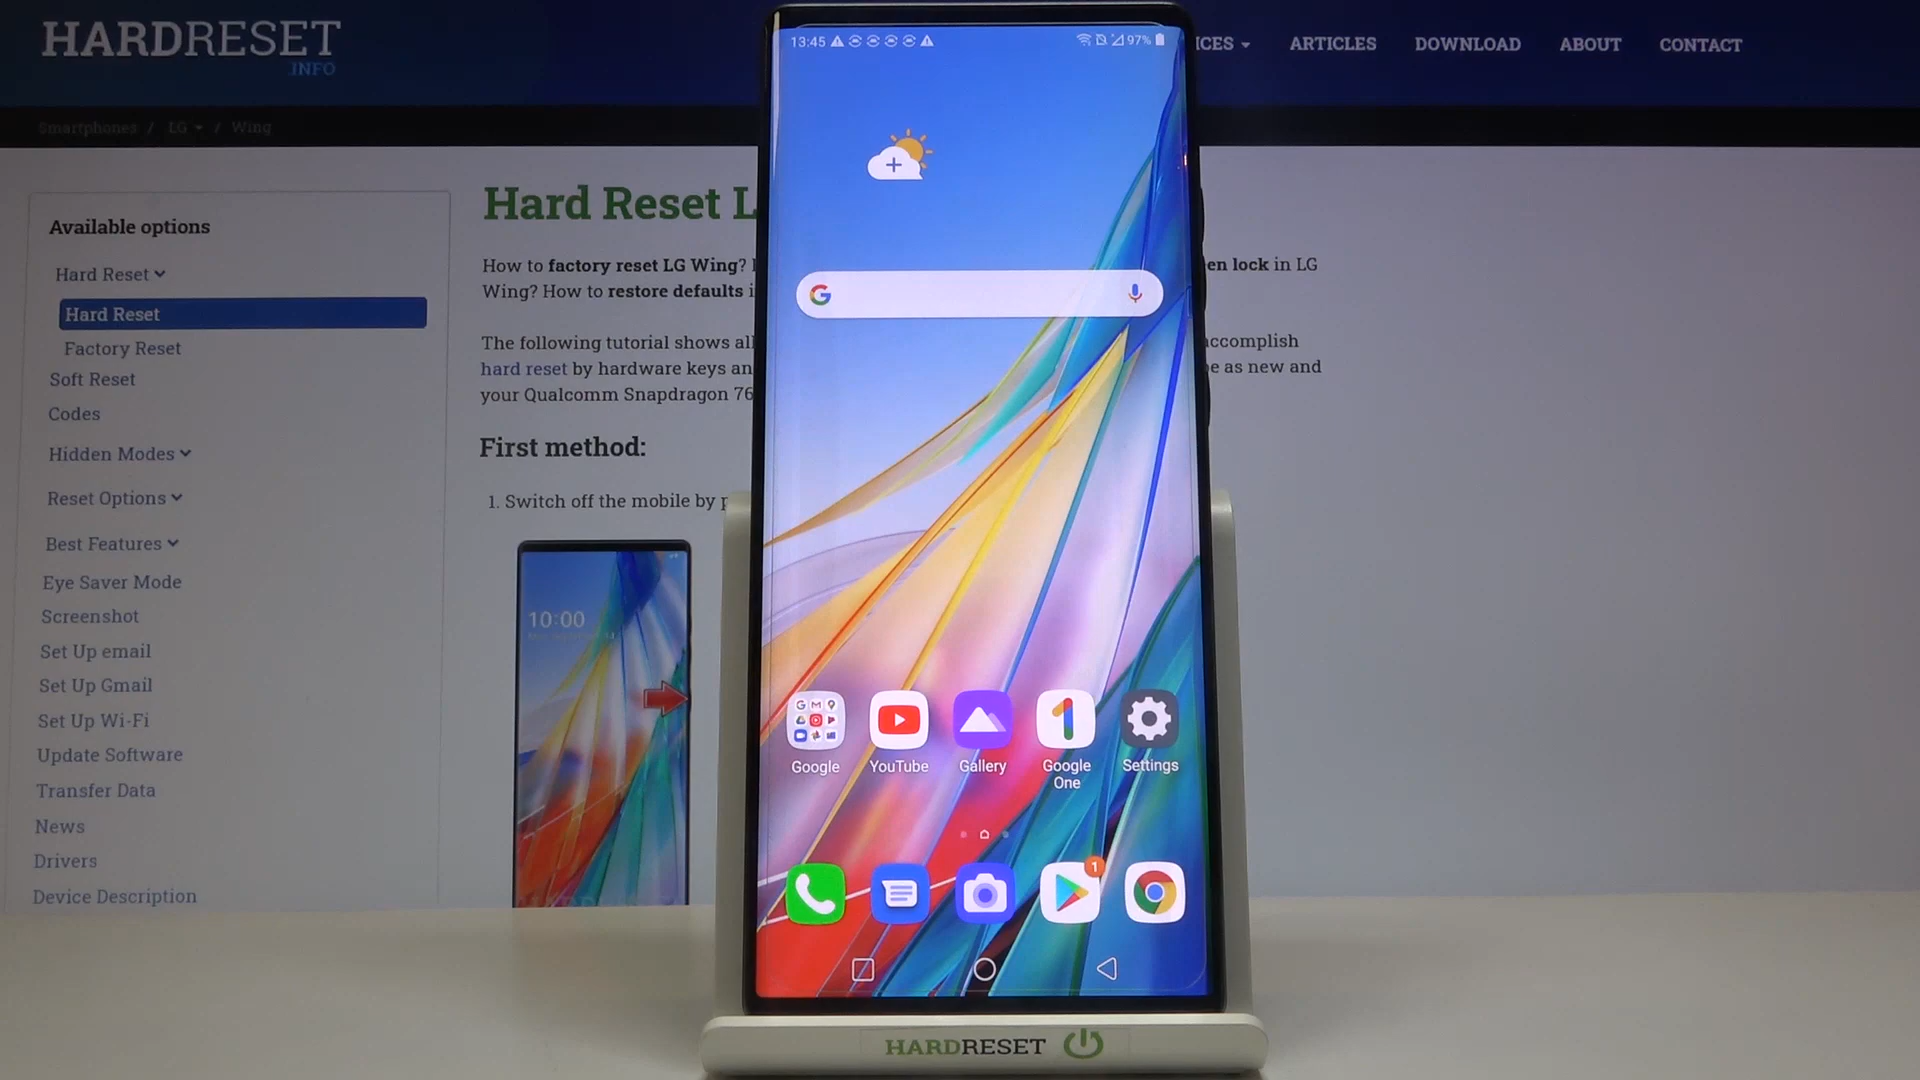 HARDRESET
.INFO
ICES ARTICLES DOWNLOAD ABOUT CONTACT
Smartphones / LG / Wing
Available options
Hard Reset
Hard Reset
Factory Reset
Soft Reset
Codes
Hidden Modes
Reset Options
Best Features
Eye Saver Mode
Screenshot
Set Up email
Set Up Gmail
Set Up Wi-Fi
Update Software
Transfer Data
News
Drivers
Device Description
Hard Reset L
How to factory reset LG Wing? en lock in LG
Wing? How to restore defaults i
The following tutorial shows all accomplish
hard reset by hardware keys an be as new and
your Qualcomm Snapdragon 76
First method:
1. Switch off the mobile by p
10:00
13:45 97%
Google YouTube Gallery Google One Settings
1
HARDRESET